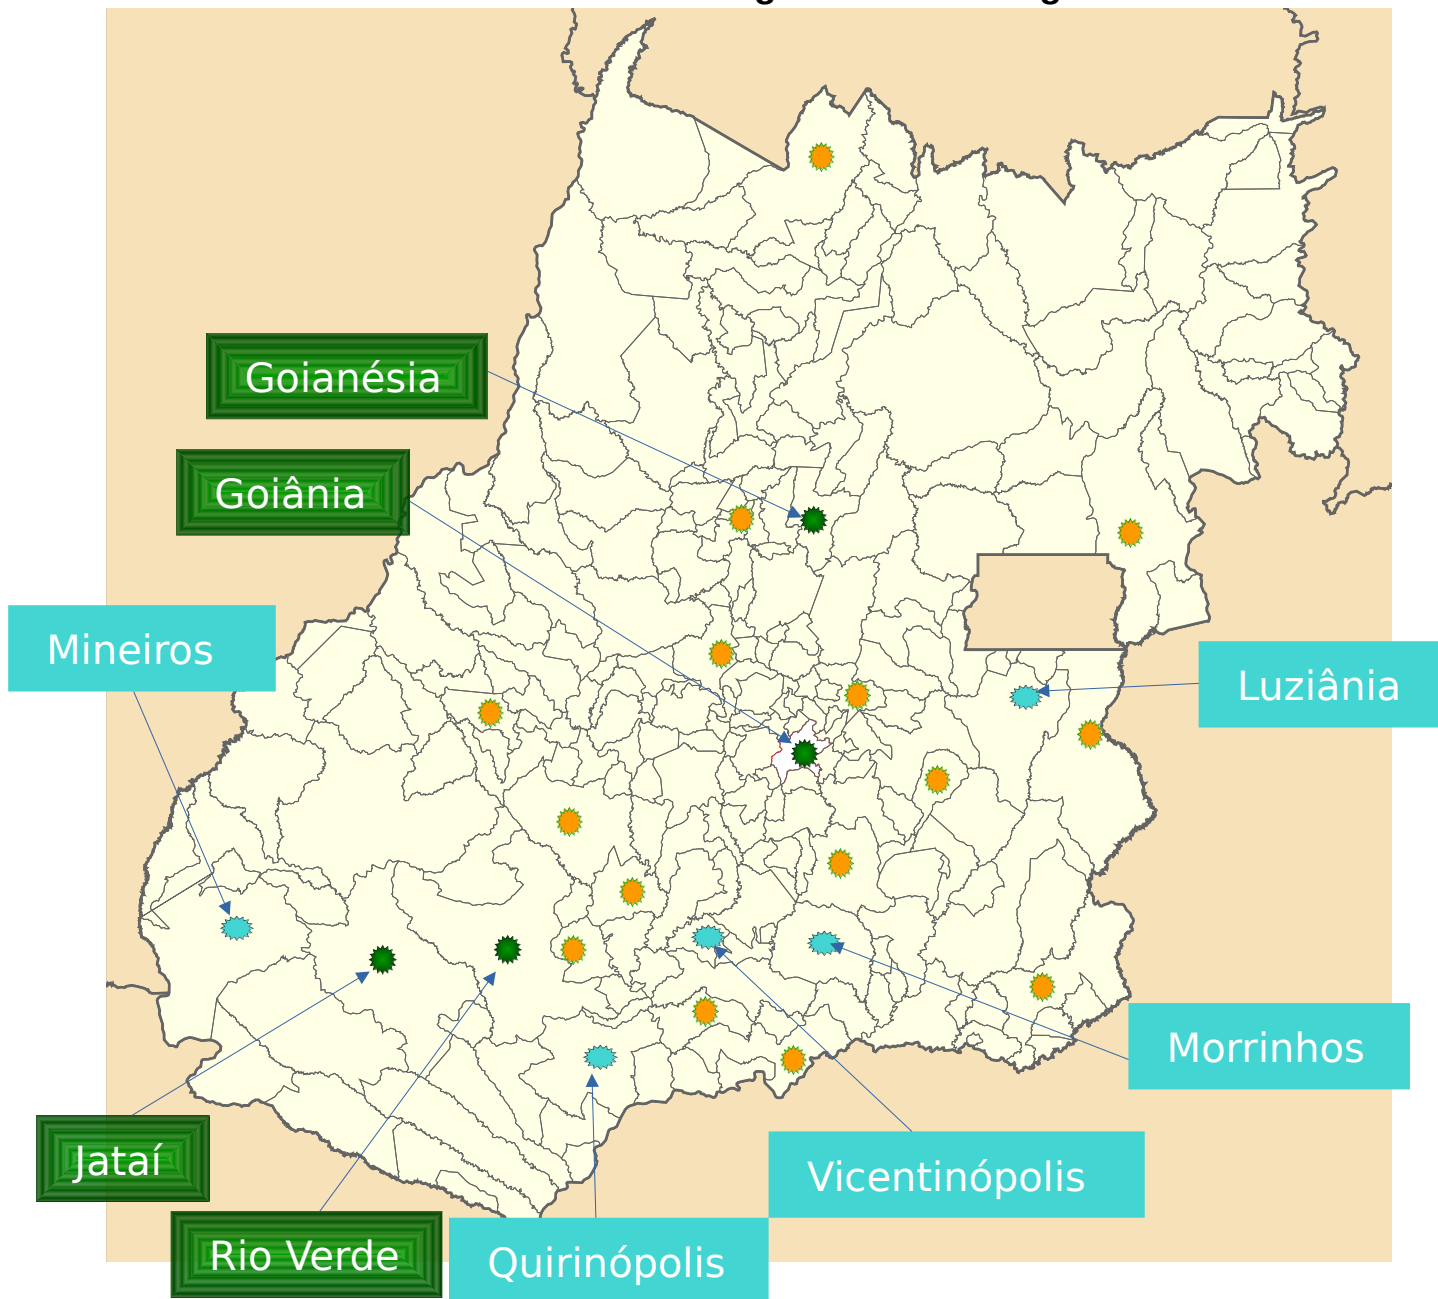 Goianésia
Goiânia
Mineiros
Luziânia
Morrinhos
Jataí
Vicentinópolis
Rio Verde
Quirinópolis